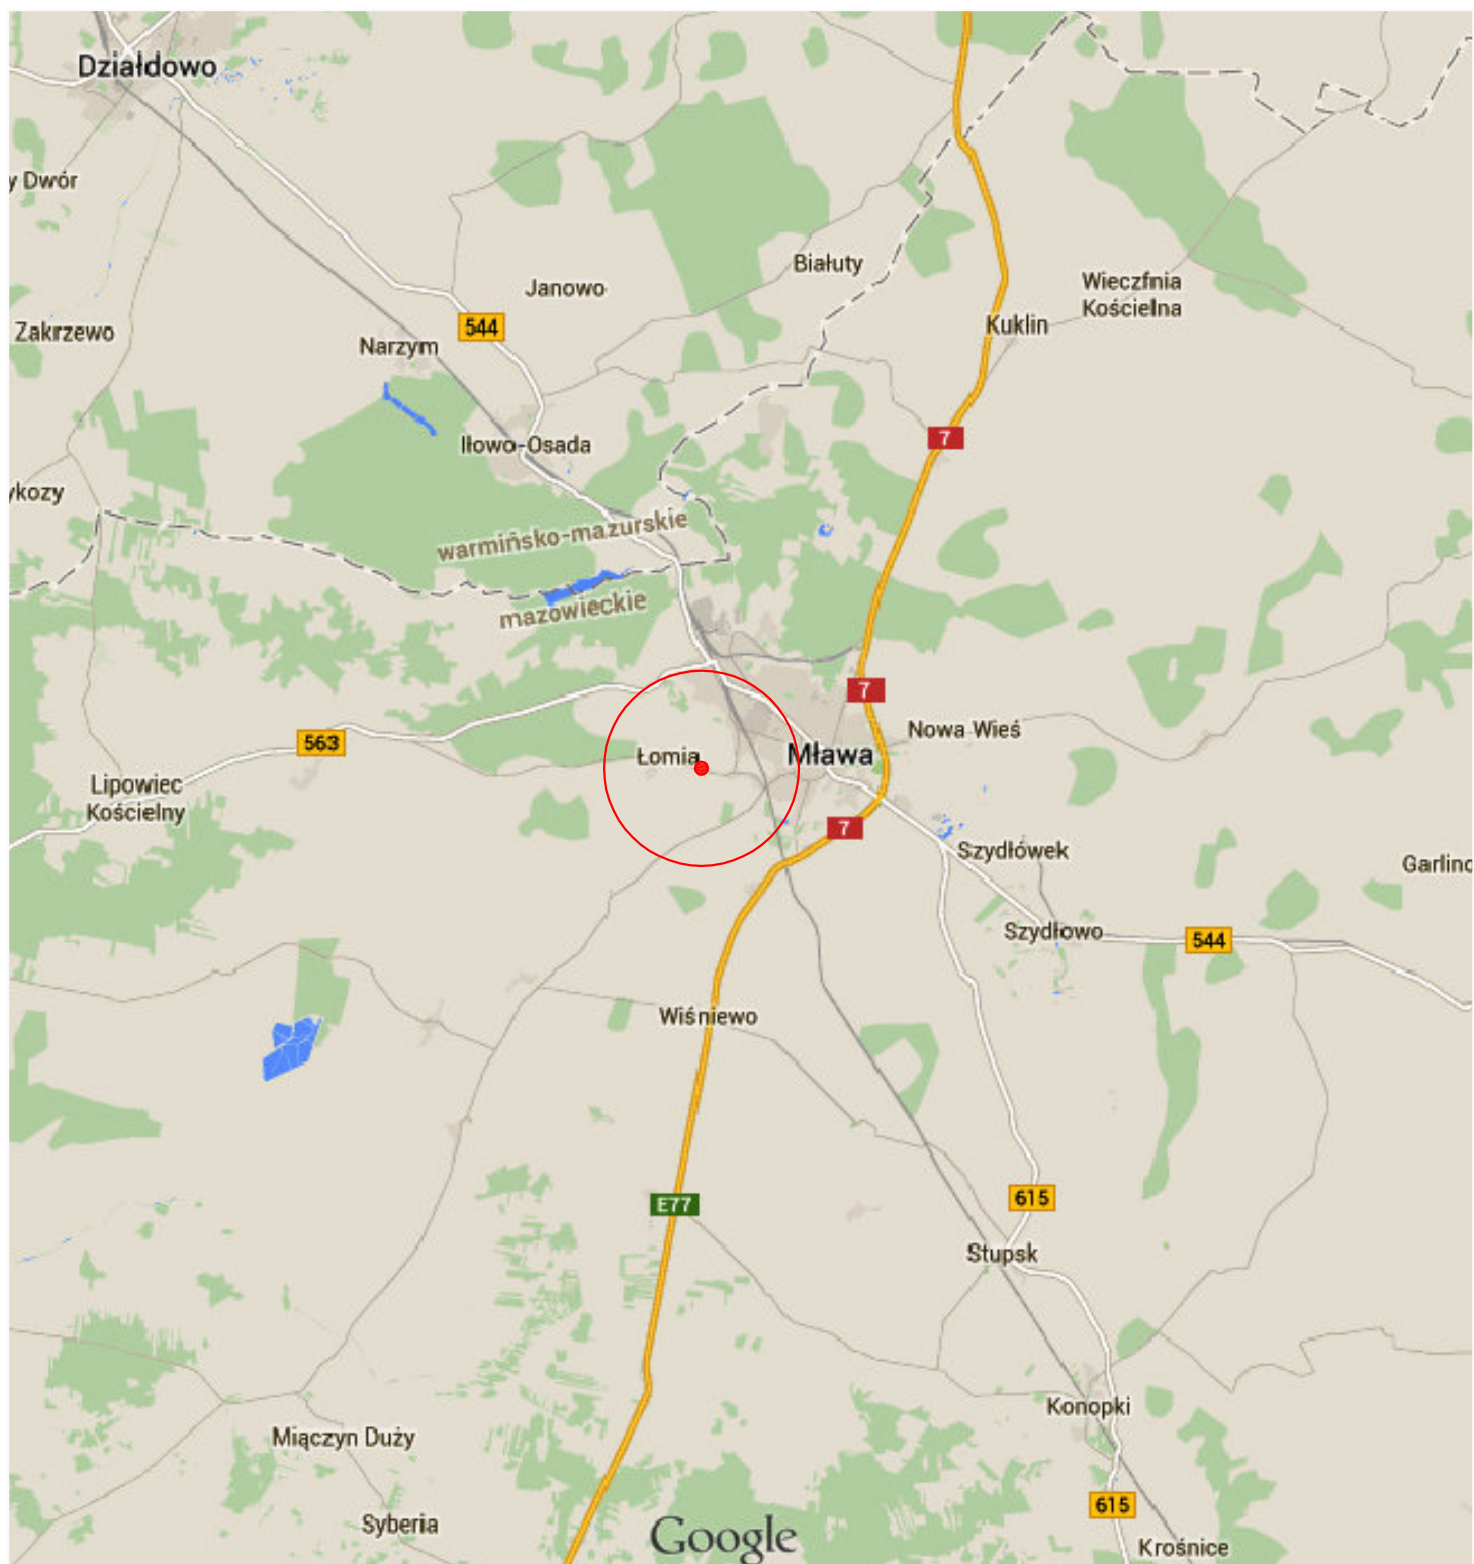 Działdowo
y Dwór
Białuty
Janowo
Wieczfnia
Kościelna
Zakrzewo
544
Kuklin
Narzym
7
Iłowo-Osada
ykozy
warmińsko-mazurskie
mazowieckie
7
Nowa Wieś
563
Łomia
Mława
Lipowiec
Kościelny
7
Szydłówek
Garlino
Szydłowo
544
Wiśniewo
615
E77
Stupsk
Konopki
Miączyn Duży
615
Syberia
Google
Krośnice